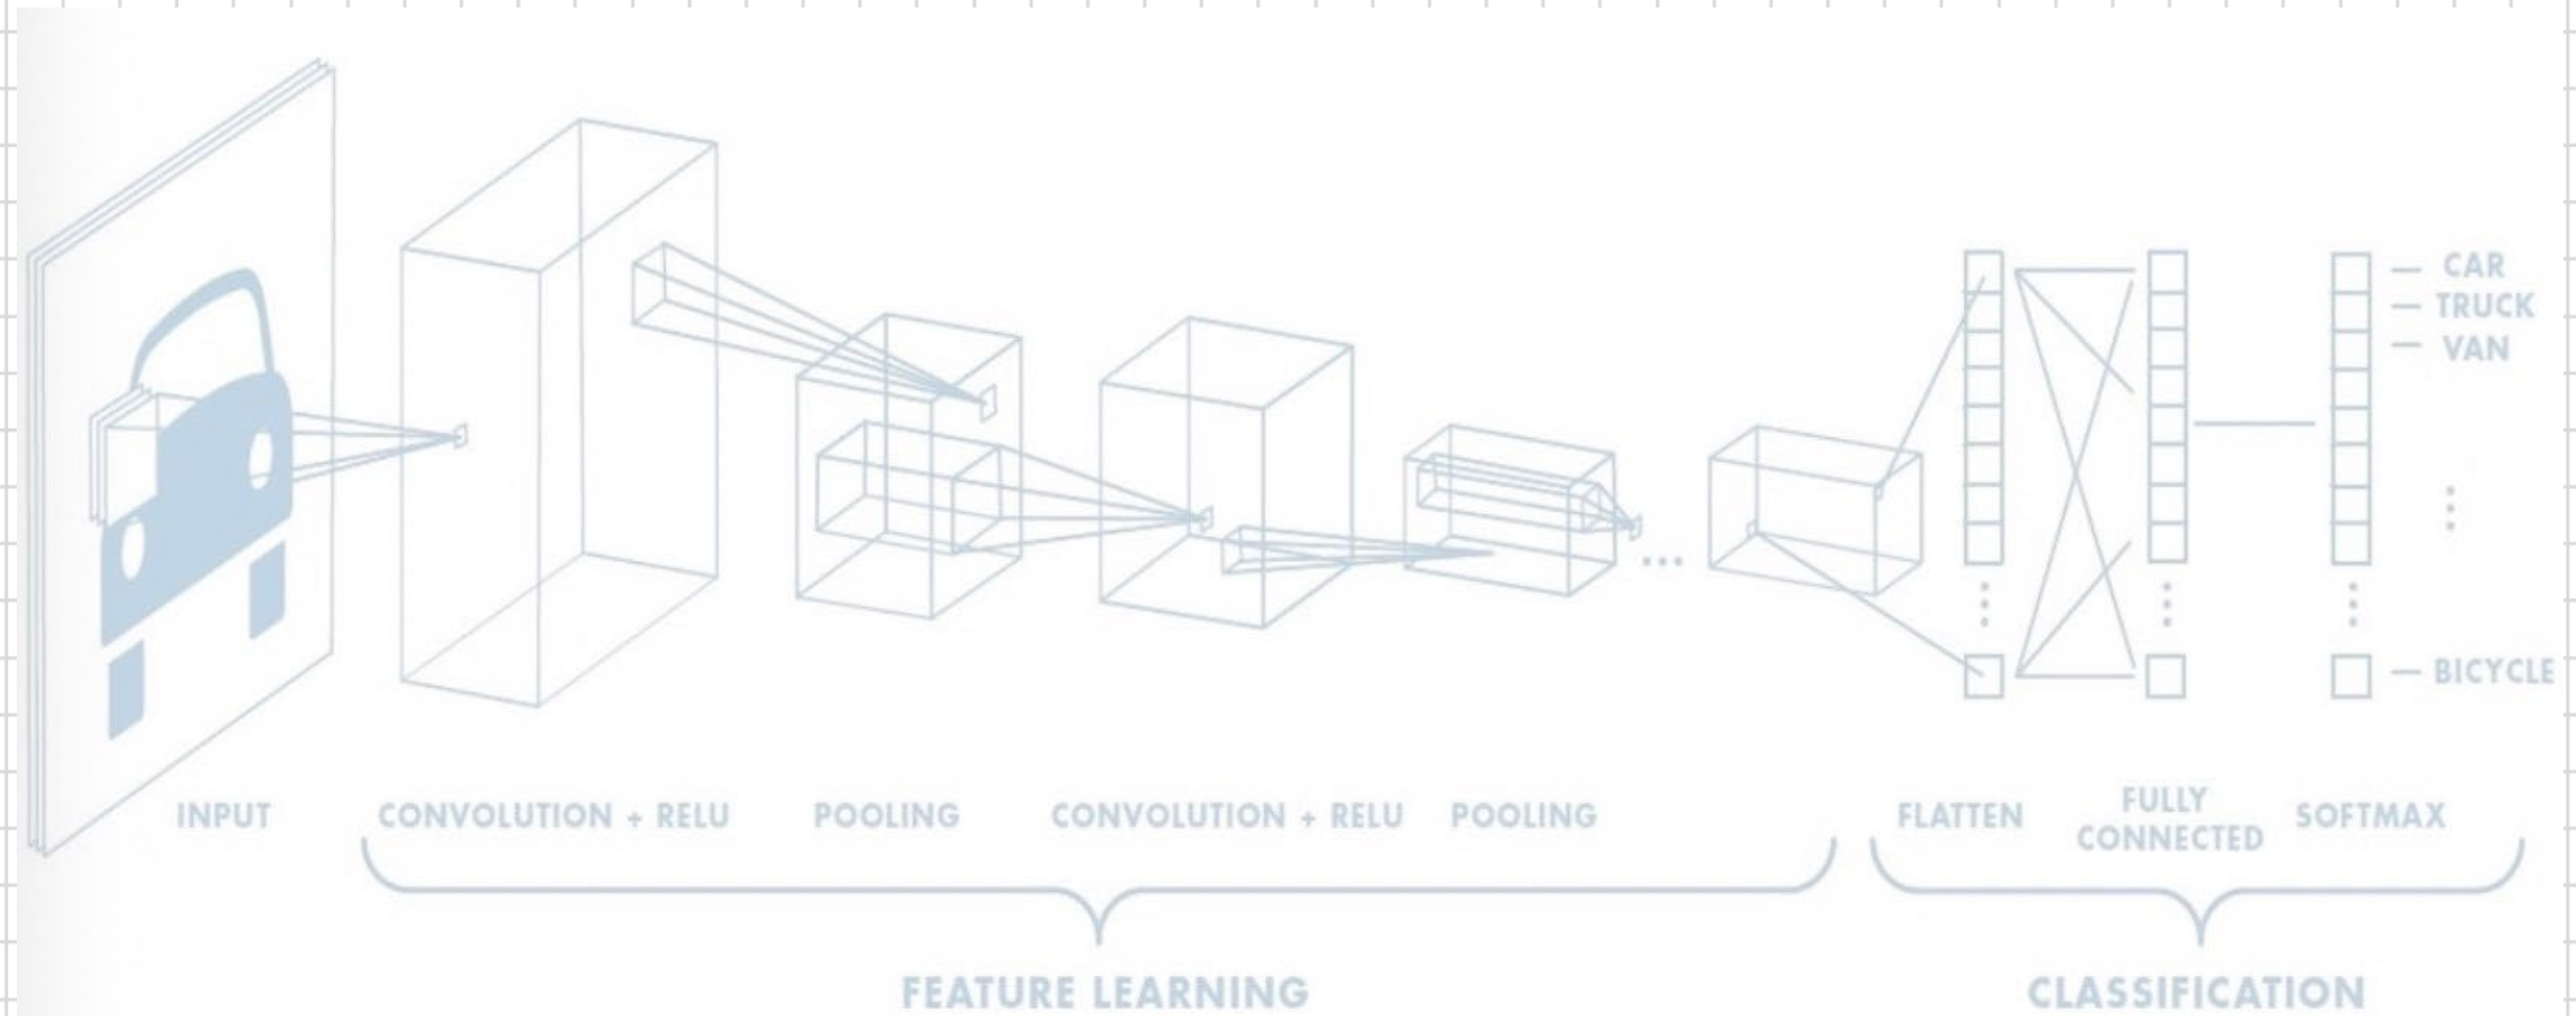 CAR
TRUCK
VAN
BICYCLE
INPUT
CONVOLUTION + RELU
POOLING
CONVOLUTION + RELU
POOLING
FLATTEN
FULLY
CONNECTED
SOFTMAX
FEATURE LEARNING
CLASSIFICATION